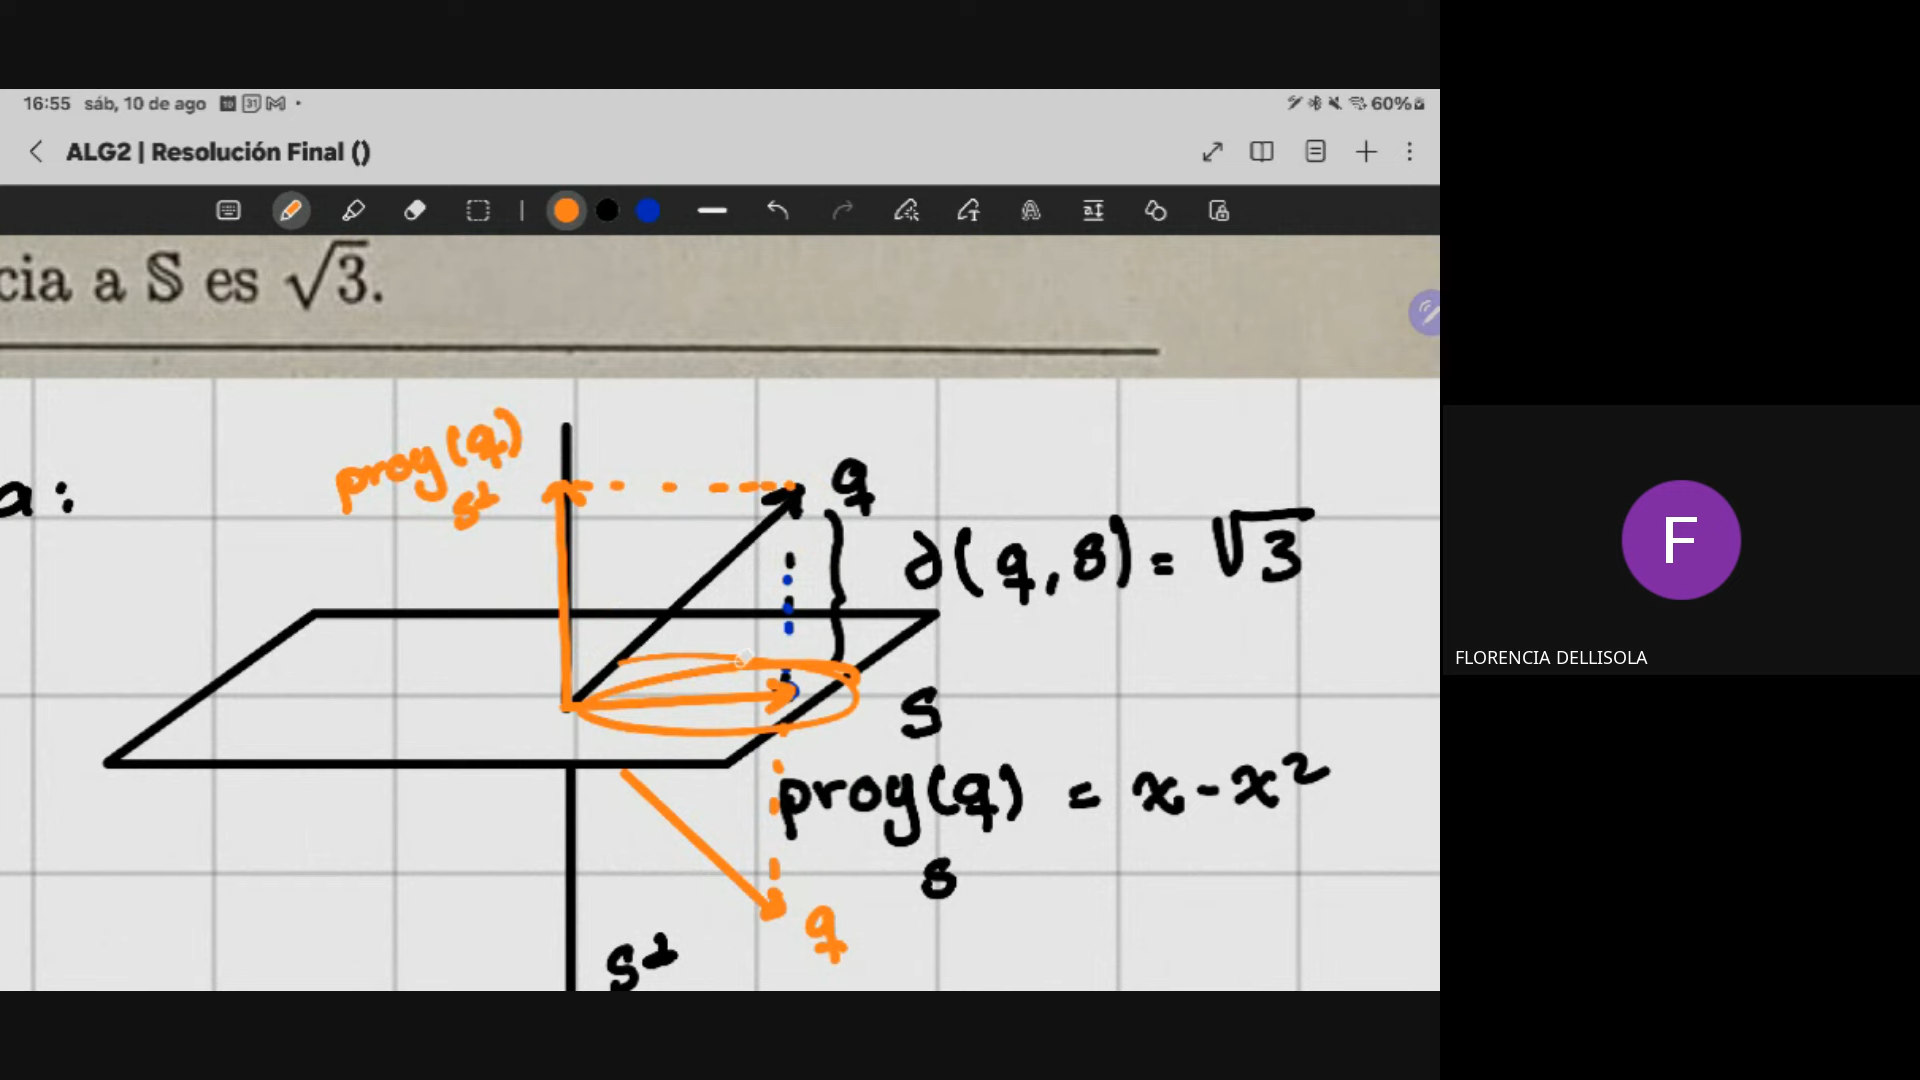 16:55 sáb, 10 de ago 31 60%
ALG2 | Resolución Final ()
cia a S es √3.
a:
proy(q)
S⊥
q
d(q,S) = √3
S
proy(q) = x - x²
S
q
S⊥
F
FLORENCIA DELLISOLA